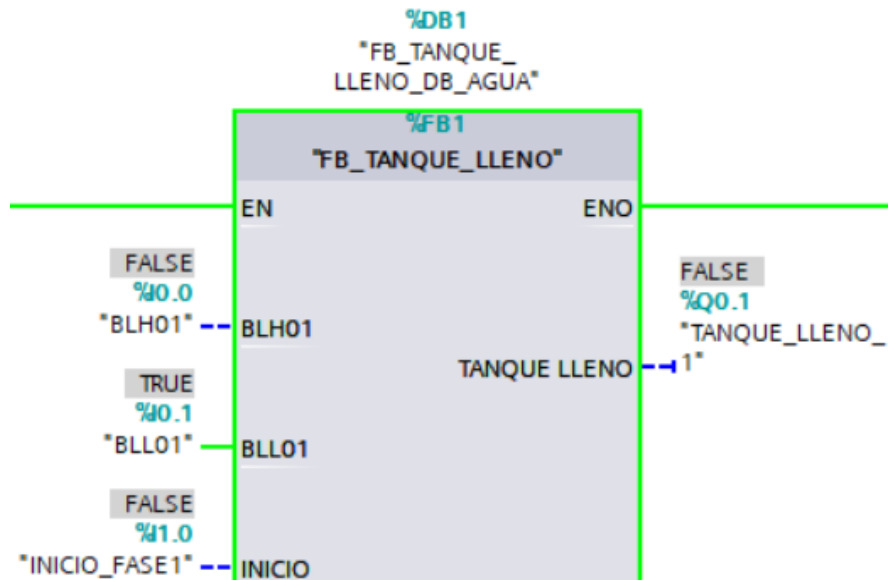 %DB1
"FB_TANQUE_
LLENO_DB_AGUA"
%FB1
"FB_TANQUE_LLENO"
EN
ENO
FALSE
%I0.0
"BLH01"
BLH01
FALSE
%Q0.1
"TANQUE_LLENO_
1"
TANQUE LLENO
TRUE
%I0.1
"BLL01"
BLL01
FALSE
%I1.0
"INICIO_FASE1"
INICIO